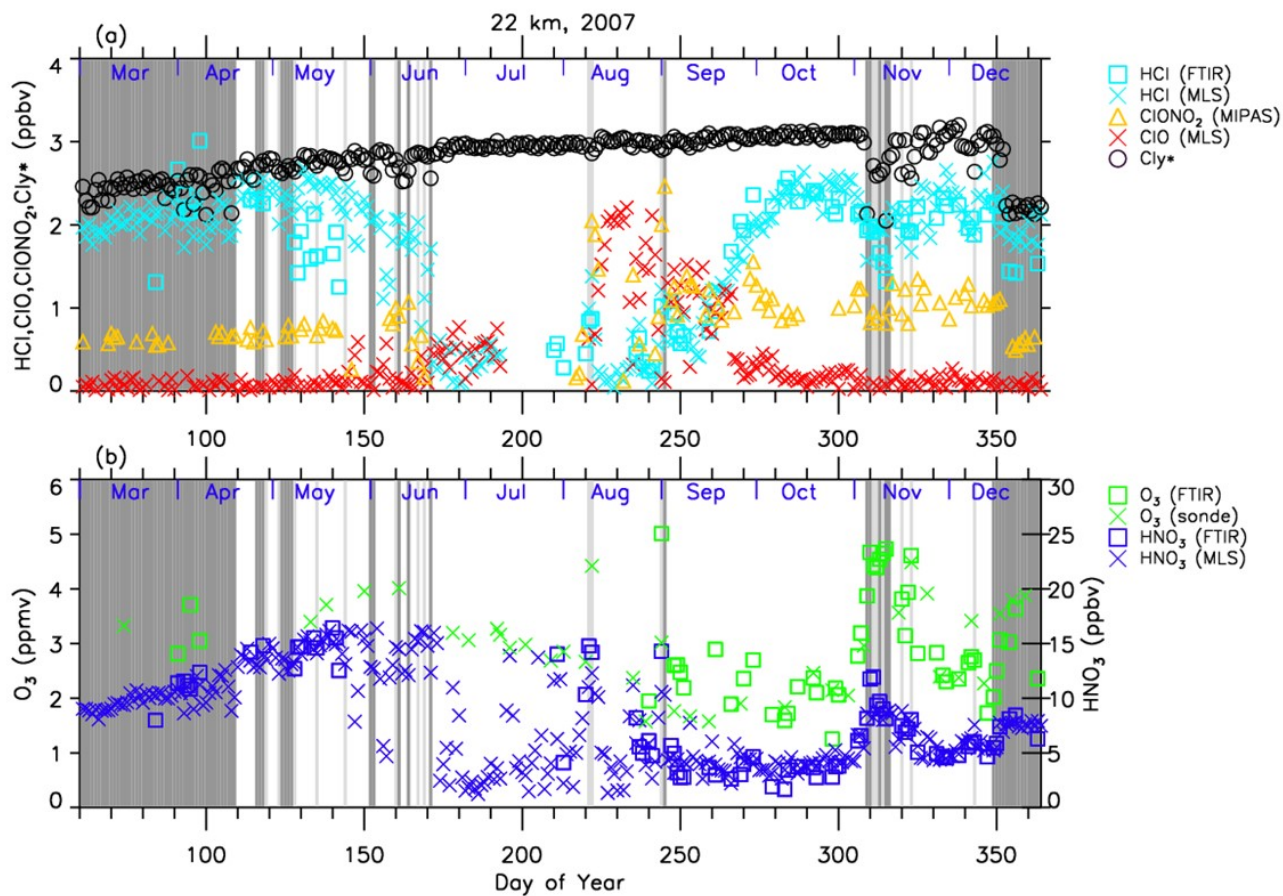 22 km, 2007
(a)
Mar Apr May Jun Jul Aug Sep Oct Nov Dec
HCl,ClO,ClONO₂,Cly* (ppbv)
4
3
2
1
0
100 150 200 250 300 350
HCl (FTIR)
HCl (MLS)
ClONO₂ (MIPAS)
ClO (MLS)
Cly*
(b)
Mar Apr May Jun Jul Aug Sep Oct Nov Dec
O₃ (ppmv)
6
5
4
3
2
1
0
30
25
20
15
10
5
0
HNO₃ (ppbv)
100 150 200 250 300 350
Day of Year
O₃ (FTIR)
O₃ (sonde)
HNO₃ (FTIR)
HNO₃ (MLS)